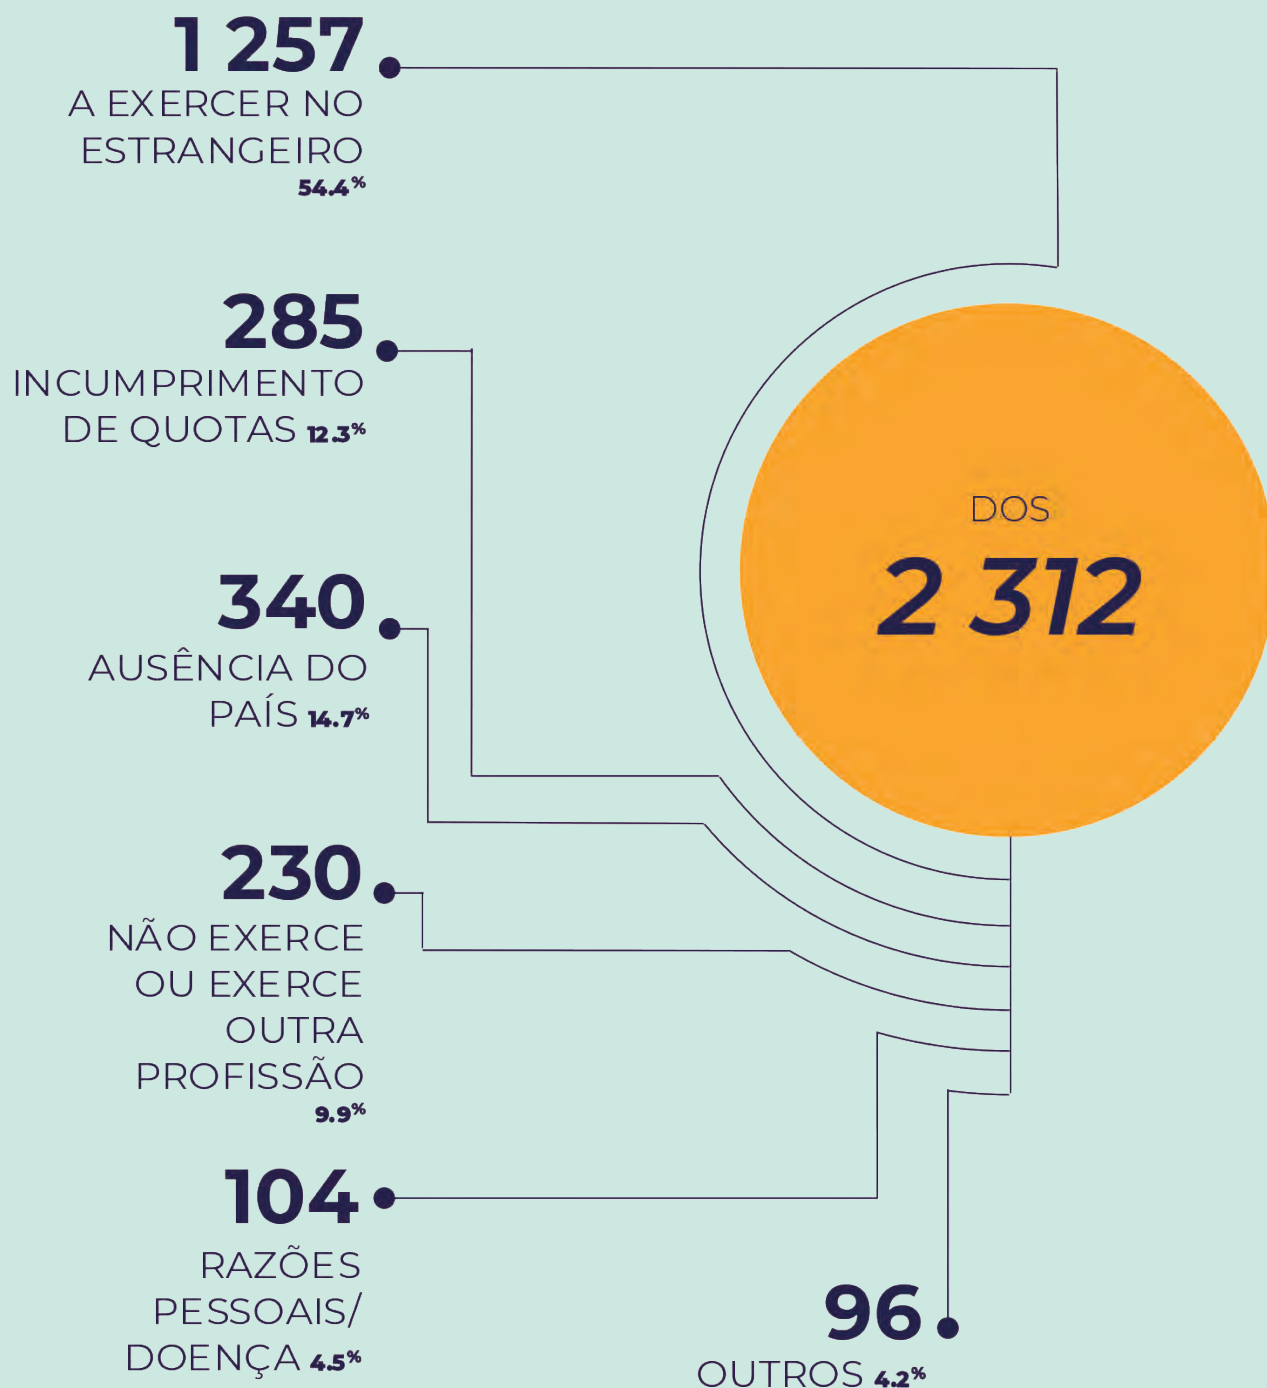 1 257
A EXERCER NO
ESTRANGEIRO
54.4%
285
INCUMPRIMENTO
DE QUOTAS 12.3%
DOS
2 312
340
AUSÊNCIA DO
PAÍS 14.7%
230
NÃO EXERCE
OU EXERCE
OUTRA
PROFISSÃO
9.9%
104
RAZÕES
PESSOAIS/
DOENÇA 4.5%
96
OUTROS 4.2%